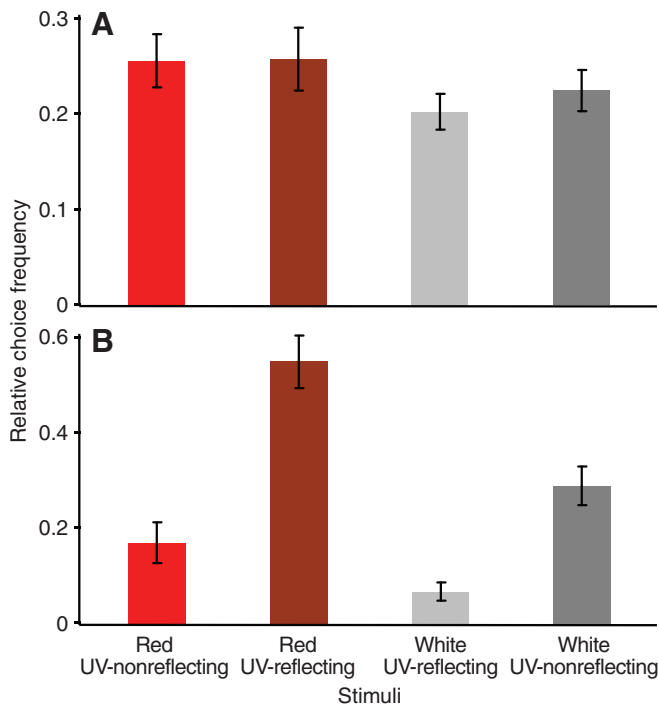 A
0.3
0.2
0.1
0
B
0.6
0.4
0.2
0
Relative choice frequency
Red
UV-nonreflecting
Red
UV-reflecting
White
UV-reflecting
White
UV-nonreflecting
Stimuli